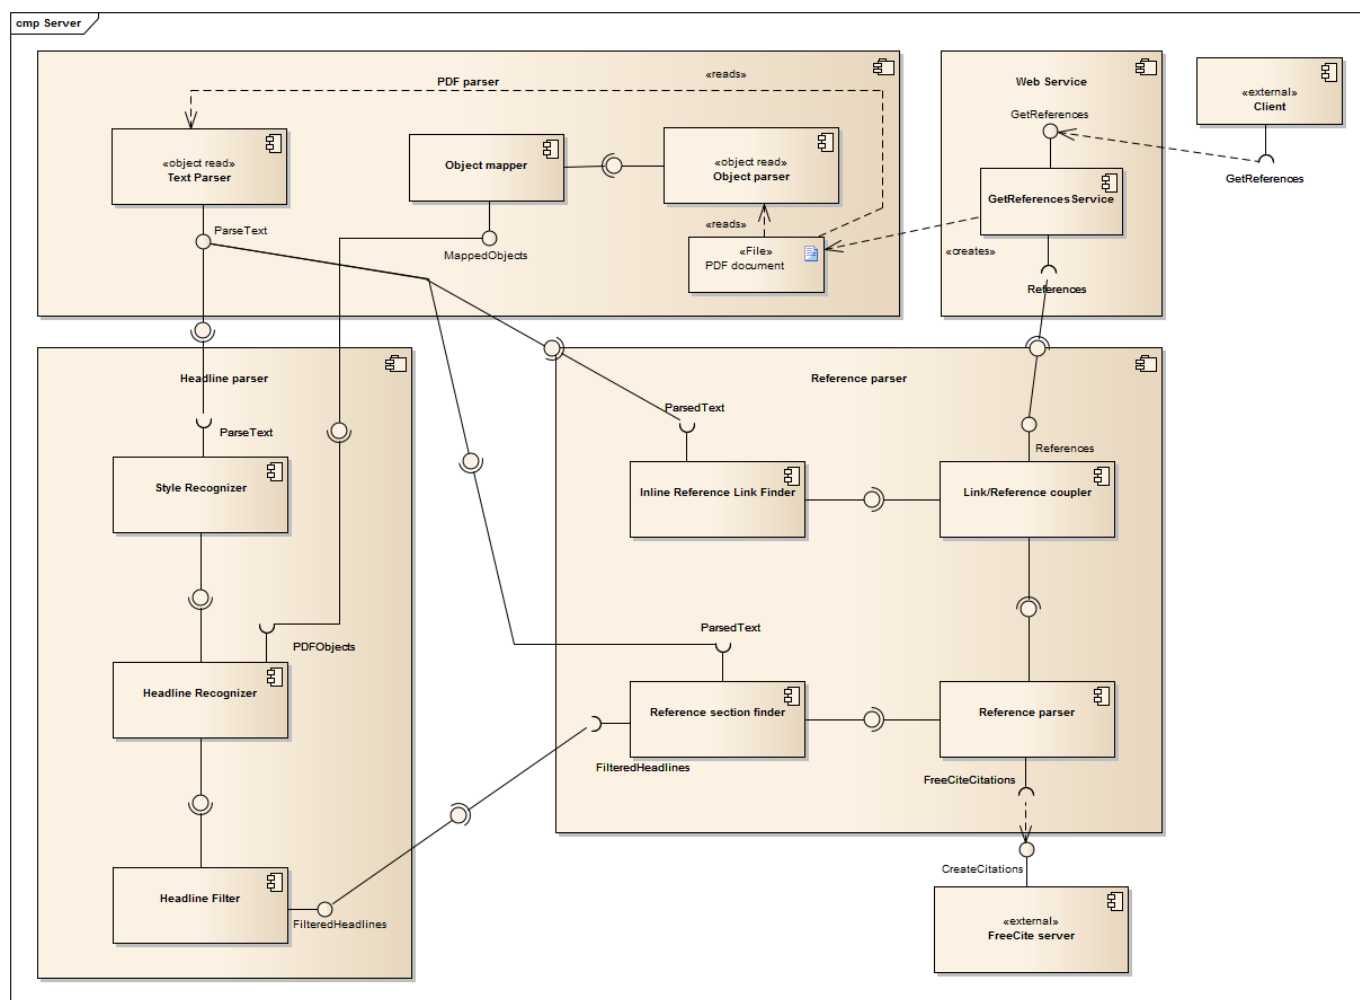 cmp Server
PDF parser
«reads»
Web Service
«external»
Client
GetReferences
«object read»
Text Parser
Object mapper
«object read»
Object parser
GetReferences
GetReferencesService
ParseText
«reads»
MappedObjects
«File»
PDF document
«creates»
References
Headline parser
Reference parser
ParseText
ParsedText
References
Style Recognizer
Inline Reference Link Finder
Link/Reference coupler
PDFObjects
ParsedText
Headline Recognizer
Reference section finder
Reference parser
FilteredHeadlines
FreeCiteCitations
CreateCitations
Headline Filter
FilteredHeadlines
«external»
FreeCite server